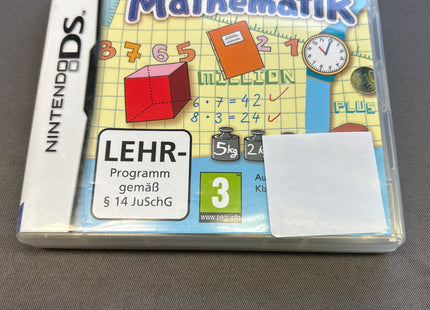 Mathematik
NINTENDO DS.
8 7 6 5 2 1
MILLION
6 · 7 = 42 ✓
8 · 3 = 24 ✓
PLUS
5kg 2k
LEHR-
Programm
gemäß
§ 14 JuSchG
3
www.pegi.info